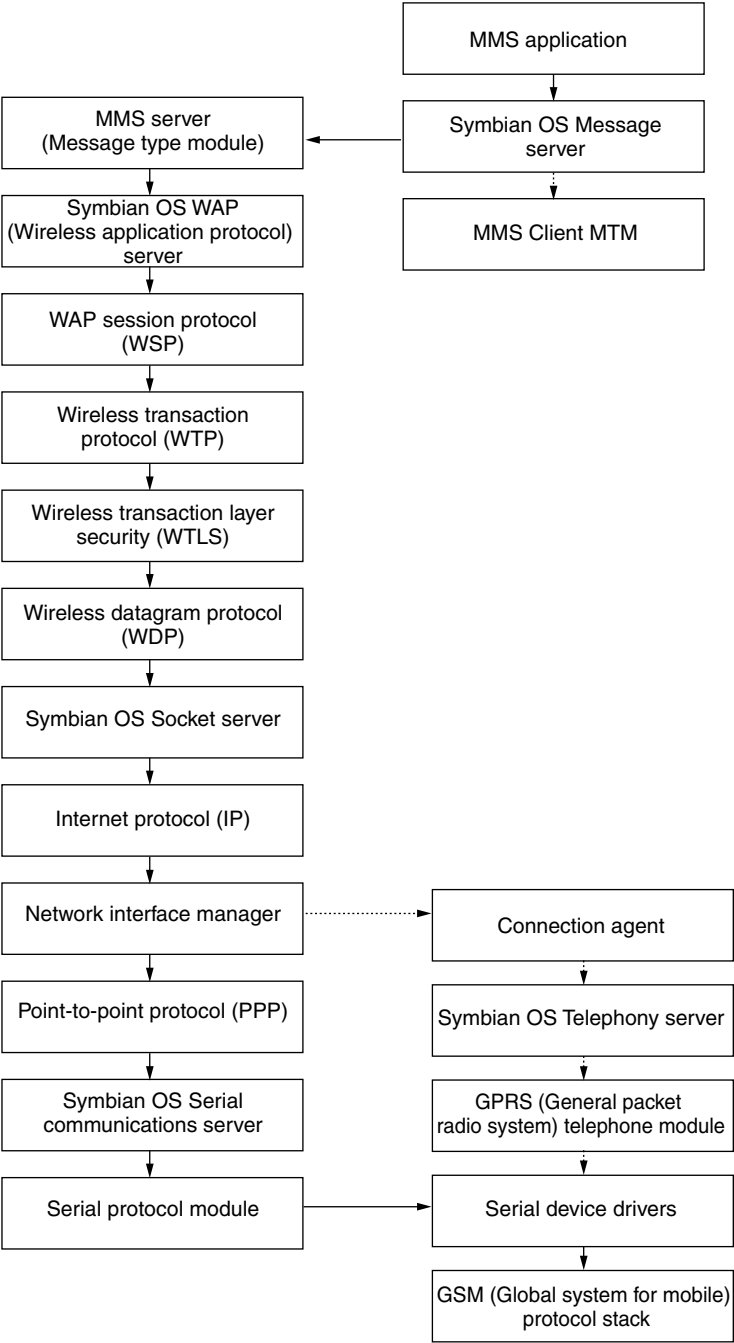 MMS application
MMS server
(Message type module)
Symbian OS Message
server
Symbian OS WAP
(Wireless application protocol)
server
MMS Client MTM
WAP session protocol
(WSP)
Wireless transaction
protocol (WTP)
Wireless transaction layer
security (WTLS)
Wireless datagram protocol
(WDP)
Symbian OS Socket server
Internet protocol (IP)
Network interface manager
Connection agent
Point-to-point protocol (PPP)
Symbian OS Telephony server
Symbian OS Serial
communications server
GPRS (General packet
radio system) telephone module
Serial protocol module
Serial device drivers
GSM (Global system for mobile)
protocol stack